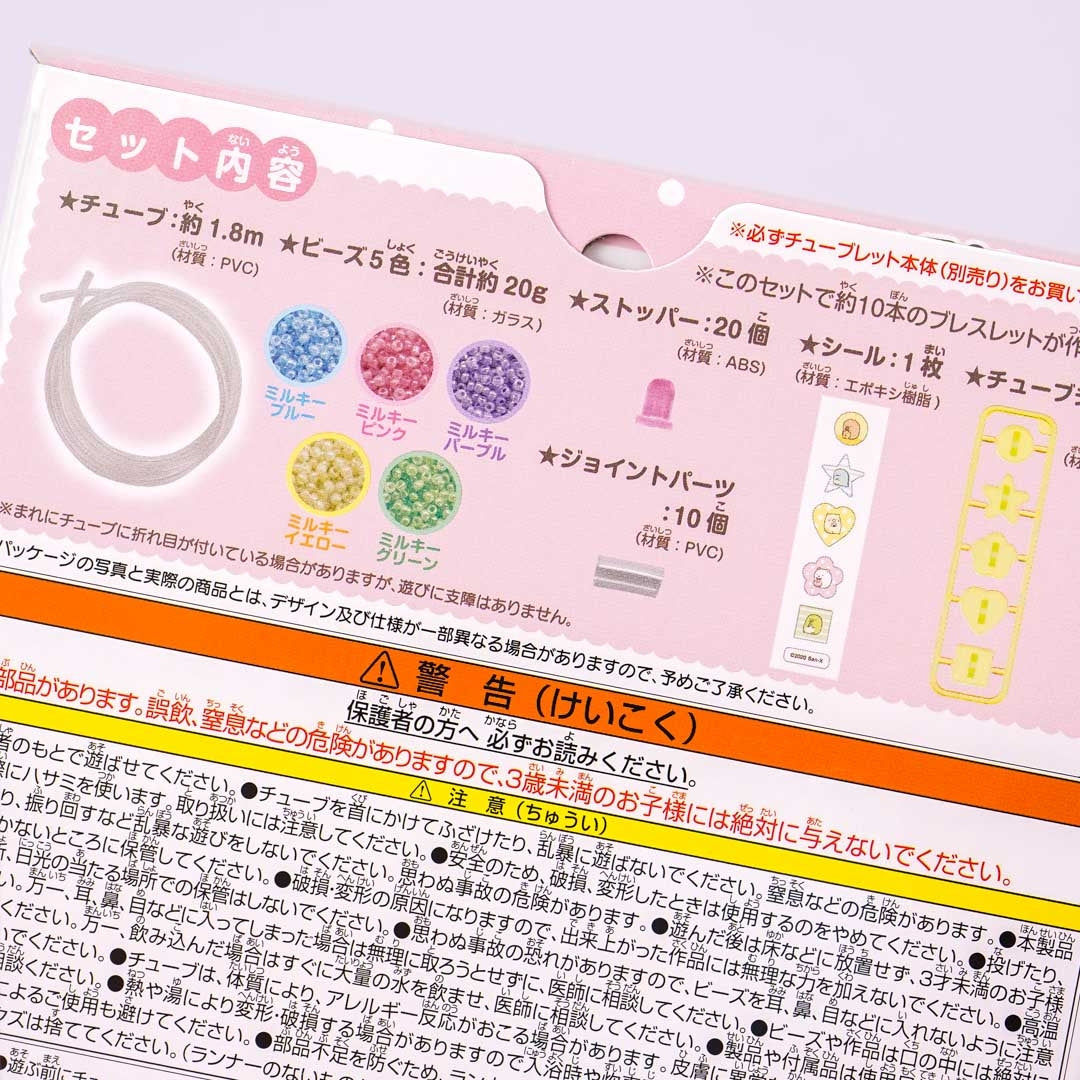 セット内容
★チューブ:約1.8m
(材質:PVC)
★ビーズ5色:合計約20g
(材質:ガラス)
ミルキー
ブルー
ミルキー
ピンク
ミルキー
パープル
ミルキー
イエロー
ミルキー
グリーン
※必ずチューブレット本体(別売り)をお買い
※このセットで約10本のブレスレットが作
★ストッパー:20個
(材質:ABS)
★ジョイントパーツ
:10個
(材質:PVC)
★シール:1枚
(材質:エポキシ樹脂)
©2020 San-X
★チューブ
※まれにチューブに折れ目が付いている場合がありますが、遊びに支障はありません。
パッケージの写真と実際の商品とは、デザイン及び仕様が一部異なる場合がありますので、予めご了承ください。
警告(けいこく)
保護者の方へ 必ずお読みください。
部品があります。誤飲、窒息などの危険がありますので、3歳未満のお子様には絶対に与えないでください。
注意(ちゅうい)
者のもとで遊ばせてください。●チューブを首にかけてふざけたり、乱暴に遊ばないでください。窒息などの危険があります。●本製品
際にハサミを使います。取り扱いには注意してください。●安全のため、破損、変形したときは使用するのをやめてください。●投げたり、
り、振り回すなど乱暴な遊びをしないでください。思わぬ事故の危険があります。●遊んだ後は床などに放置せず、3才未満のお子様
かないところに保管してください。●破損・変形の原因になりますので、出来上がった作品には無理な力を加えないでください。●高温
所、日光の当たる場所での保管はしないでください。●思わぬ事故の恐れがありますので、ビーズを耳、鼻、目などに入れないように注意
い。万一、耳、鼻、目などに入ってしまった場合は無理に取ろうとせずに、医師に相談してください。●ビーズや作品は口の中には絶対
ください。万一、飲み込んだ場合はすぐに大量の水を飲ませ、医師に相談してください。●製品や付属品は
いでください。●チューブは、体質により、アレルギー反応がおこる場合があります。皮膚に異常
相談ください。●熱や湯により変形・破損する場合がありますので入浴時や
によるご使用も避けてください。●部品不足を防ぐため、
クズは捨ててください。(ランナーのないもの
●遊ぶ前にチ